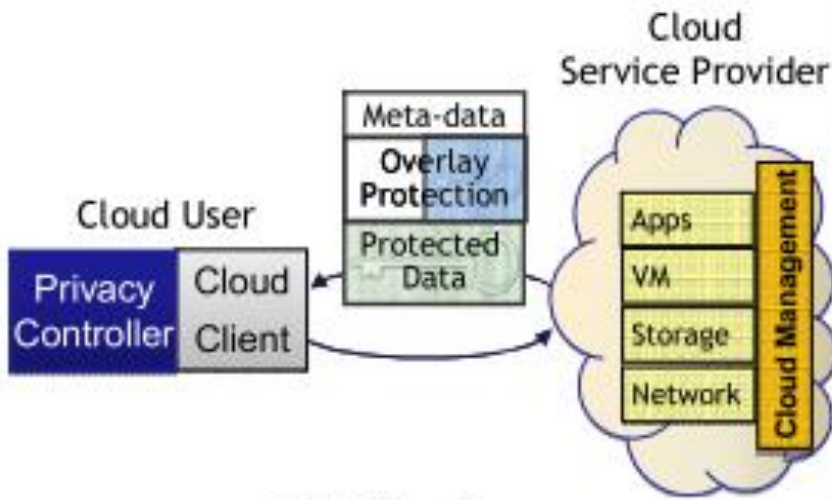 Cloud
Service Provider
Meta-data
Overlay
Protection
Protected
Data
Cloud User
Privacy
Controller
Cloud
Client
Apps
VM
Storage
Network
Cloud Management